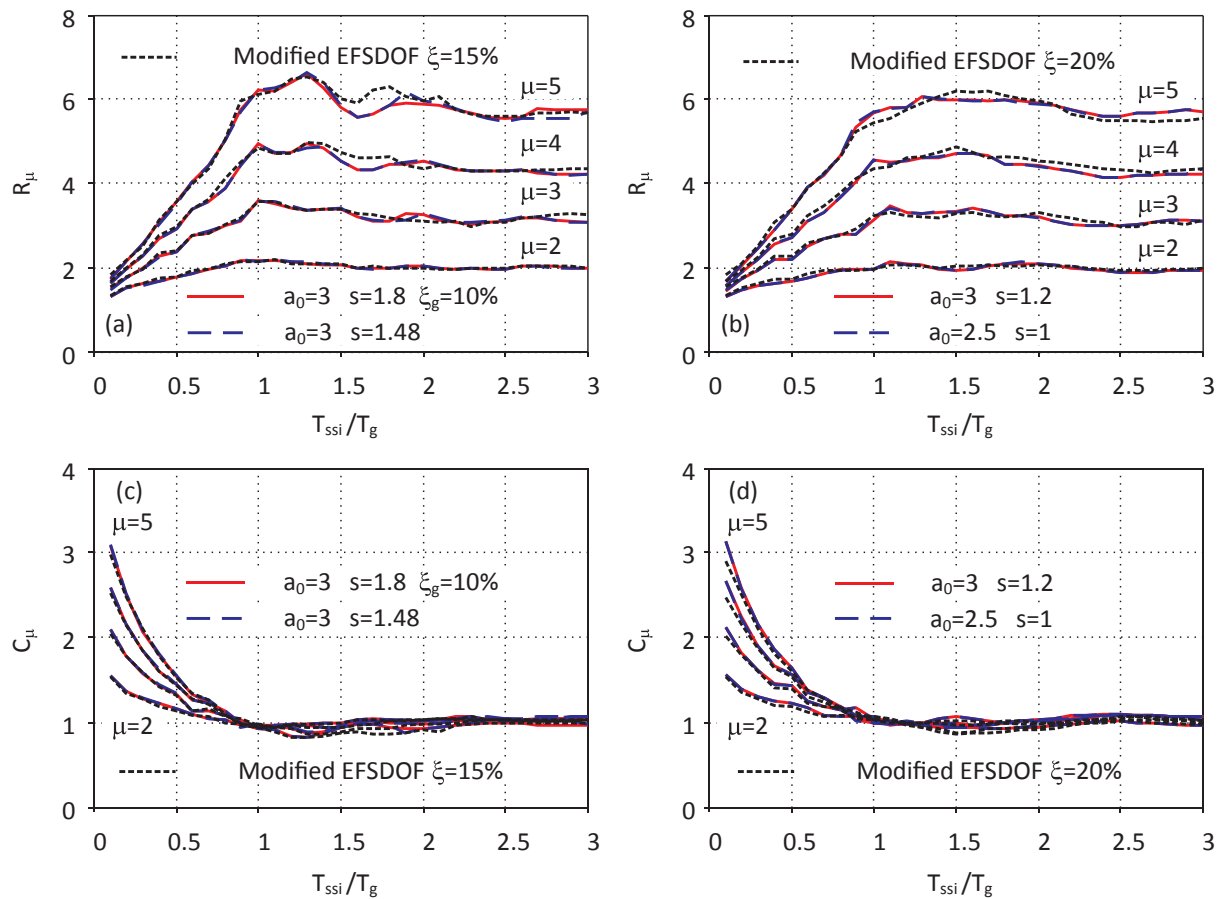 8
6
4
2
0
R_μ
Modified EFSDOF ξ=15%
μ=5
μ=4
μ=3
μ=2
a₀=3 s=1.8 ξ_g=10%
a₀=3 s=1.48
(a)
0 0.5 1 1.5 2 2.5 3
T_ssi/T_g
8
6
4
2
0
R_μ
Modified EFSDOF ξ=20%
μ=5
μ=4
μ=3
μ=2
a₀=3 s=1.2
a₀=2.5 s=1
(b)
0 0.5 1 1.5 2 2.5 3
T_ssi/T_g
4
3
2
1
0
C_μ
(c)
μ=5
a₀=3 s=1.8 ξ_g=10%
a₀=3 s=1.48
μ=2
Modified EFSDOF ξ=15%
0 0.5 1 1.5 2 2.5 3
T_ssi/T_g
4
3
2
1
0
C_μ
(d)
μ=5
a₀=3 s=1.2
a₀=2.5 s=1
μ=2
Modified EFSDOF ξ=20%
0 0.5 1 1.5 2 2.5 3
T_ssi/T_g